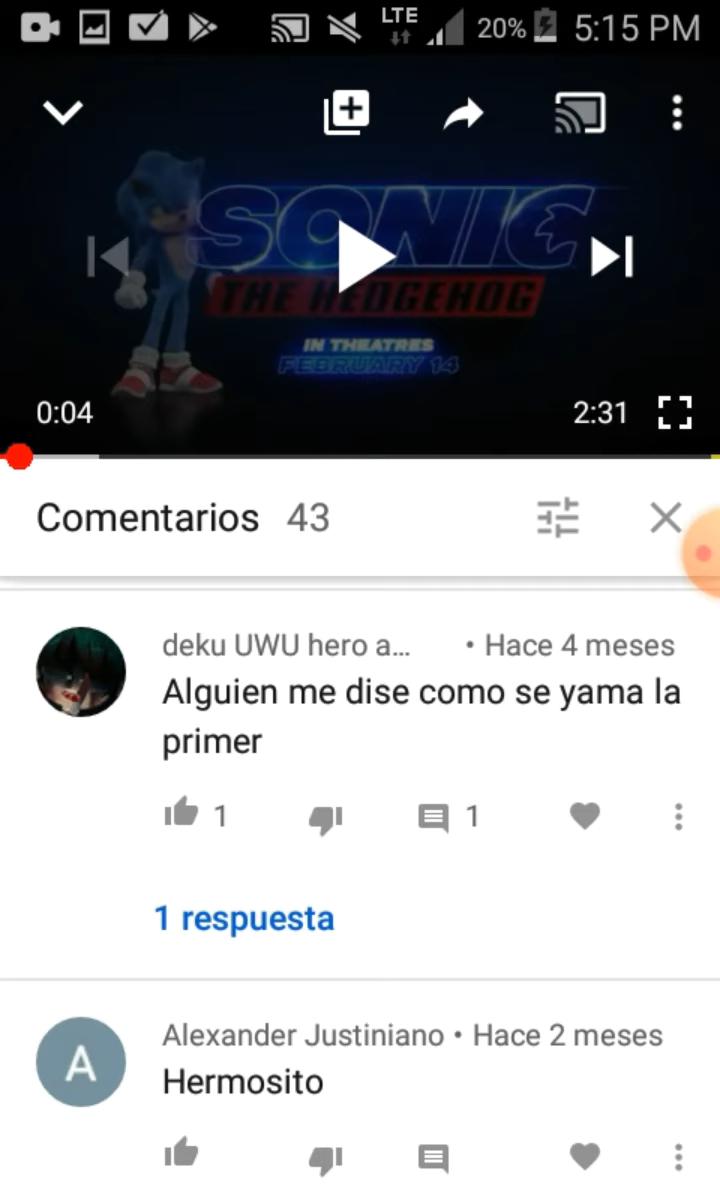 LTE 20% 5:15 PM
SONIC
THE HEDGEHOG
IN THEATRES
FEBRUARY 14
0:04 2:31
Comentarios 43
deku UWU hero a... • Hace 4 meses
Alguien me dise como se yama la
primer
1 1
1 respuesta
A
Alexander Justiniano • Hace 2 meses
Hermosito